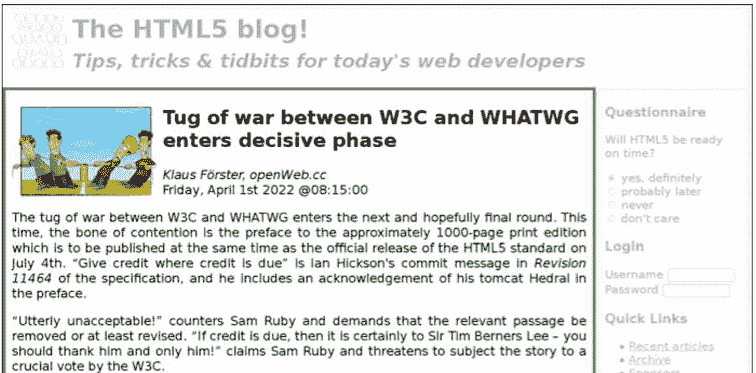 The HTML5 blog!
Tips, tricks & tidbits for today's web developers
Tug of war between W3C and WHATWG
enters decisive phase
Klaus Förster, openWeb.cc
Friday, April 1st 2022 @08:15:00
The tug of war between W3C and WHATWG enters the next and hopefully final round. This
time, the bone of contention is the preface to the approximately 1000-page print edition
which is to be published at the same time as the official release of the HTML5 standard on
July 4th. “Give credit where credit is due” is Ian Hickson's commit message in Revision
11464 of the specification, and he includes an acknowledgement of his tomcat Hedral in
the preface.
“Utterly unacceptable!” counters Sam Ruby and demands that the relevant passage be
removed or at least revised. “If credit is due, then it is certainly to Sir Tim Berners Lee – you
should thank him and only him!” claims Sam Ruby and threatens to subject the story to a
crucial vote by the W3C.
Questionnaire
Will HTML5 be ready
on time?
yes, definitely
probably later
never
don't care
Login
Username
Password
Quick Links
Recent articles
Archive